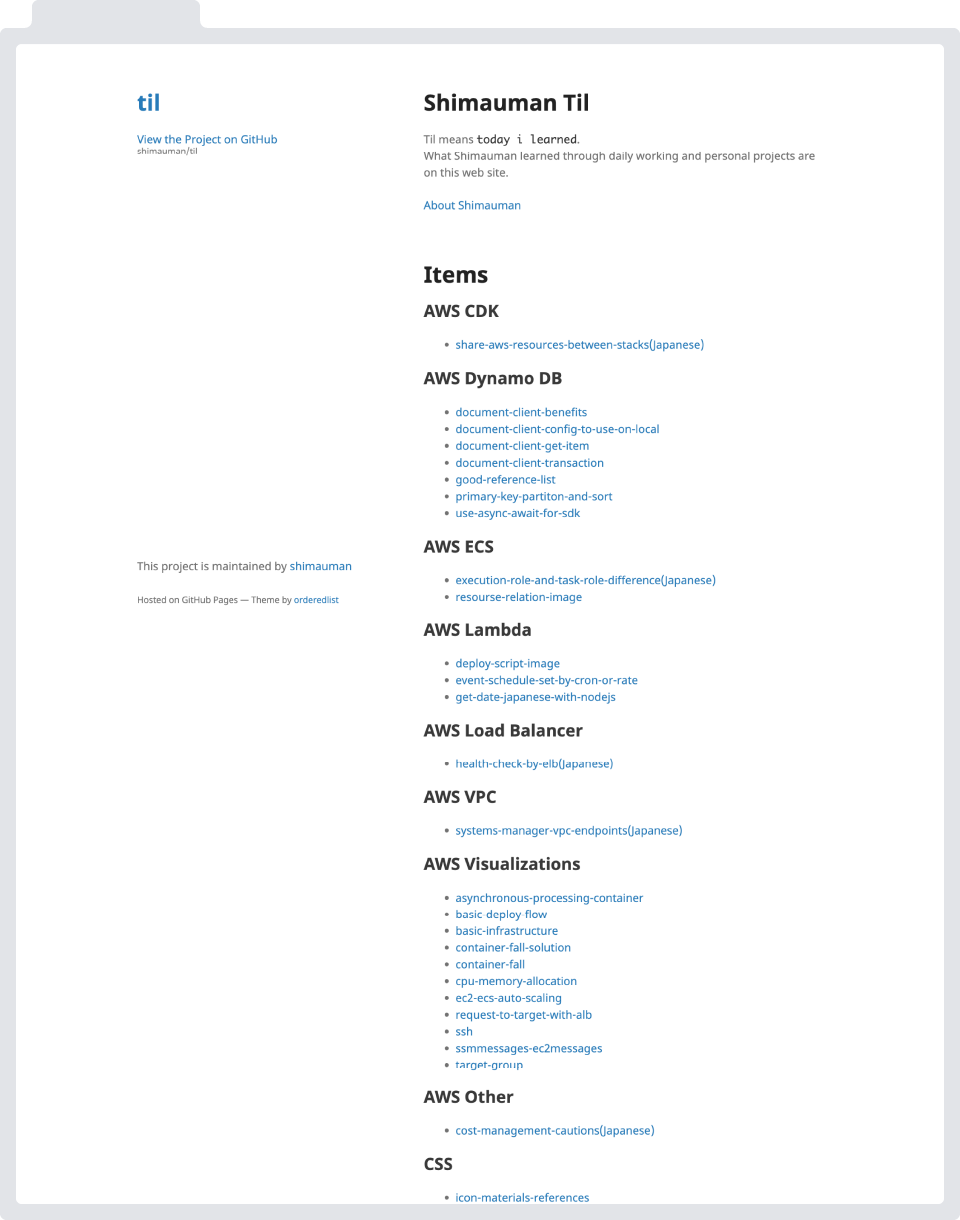 til
View the Project on GitHub
shimauman/til
This project is maintained by shimauman
Hosted on GitHub Pages — Theme by orderedlist
Shimauman Til
Til means today i learned.
What Shimauman learned through daily working and personal projects are
on this web site.
About Shimauman
Items
AWS CDK
share-aws-resources-between-stacks(Japanese)
AWS Dynamo DB
document-client-benefits
document-client-config-to-use-on-local
document-client-get-item
document-client-transaction
good-reference-list
primary-key-partiton-and-sort
use-async-await-for-sdk
AWS ECS
execution-role-and-task-role-difference(Japanese)
resourse-relation-image
AWS Lambda
deploy-script-image
event-schedule-set-by-cron-or-rate
get-date-japanese-with-nodejs
AWS Load Balancer
health-check-by-elb(Japanese)
AWS VPC
systems-manager-vpc-endpoints(Japanese)
AWS Visualizations
asynchronous-processing-container
basic-deploy-flow
basic-infrastructure
container-fall-solution
container-fall
cpu-memory-allocation
ec2-ecs-auto-scaling
request-to-target-with-alb
ssh
ssmmessages-ec2messages
target-group
AWS Other
cost-management-cautions(Japanese)
CSS
icon-materials-references